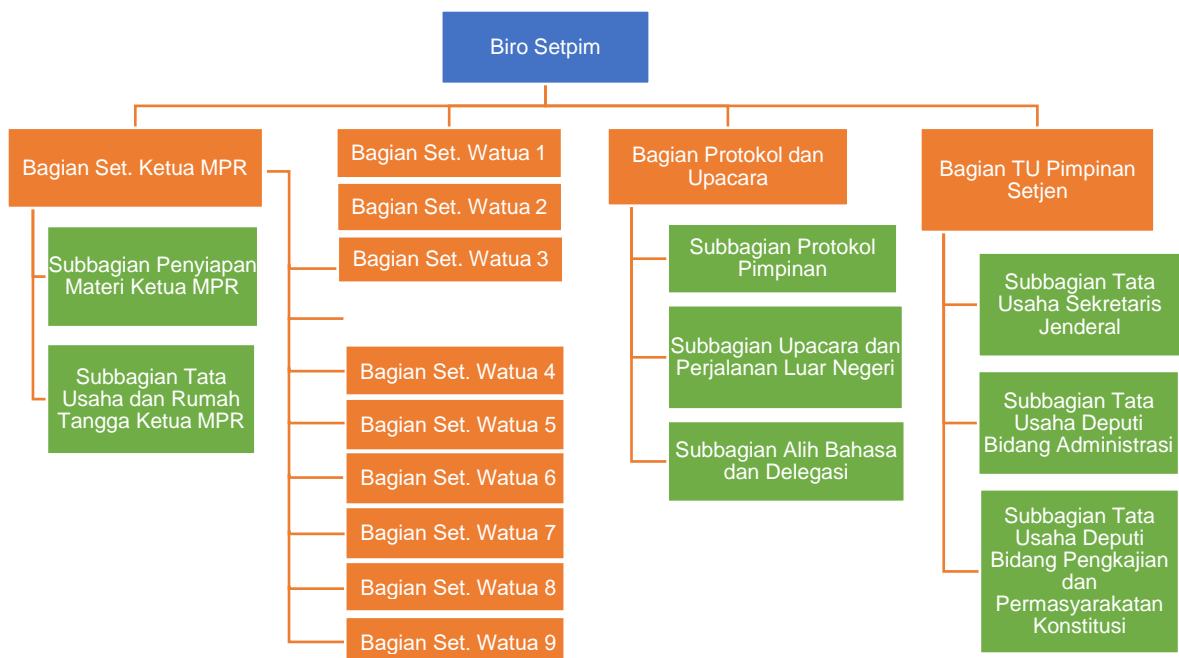 Biro Setpim
Bagian Set. Ketua MPR
Subbagian Penyiapan
Materi Ketua MPR
Subbagian Tata
Usaha dan Rumah
Tangga Ketua MPR
Bagian Set. Watua 1
Bagian Set. Watua 2
Bagian Set. Watua 3
Bagian Set. Watua 4
Bagian Set. Watua 5
Bagian Set. Watua 6
Bagian Set. Watua 7
Bagian Set. Watua 8
Bagian Set. Watua 9
Bagian Protokol dan
Upacara
Subbagian Protokol
Pimpinan
Subbagian Upacara dan
Perjalanan Luar Negeri
Subbagian Alih Bahasa
dan Delegasi
Bagian TU Pimpinan
Setjen
Subbagian Tata
Usaha Sekretaris
Jenderal
Subbagian Tata
Usaha Deputi
Bidang Administrasi
Subbagian Tata
Usaha Deputi
Bidang Pengkajian
dan
Permasyarakatan
Konstitusi